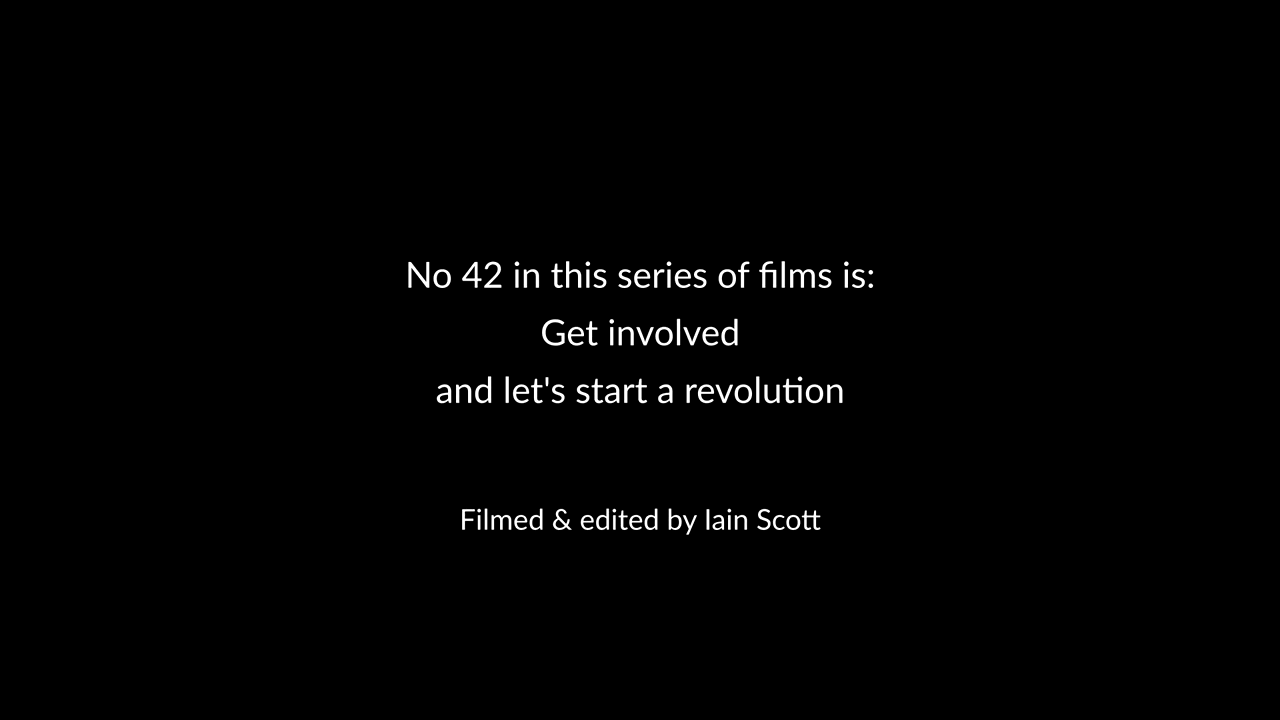 No 42 in this series of films is:
Get involved
and let's start a revolution
Filmed & edited by Iain Scott